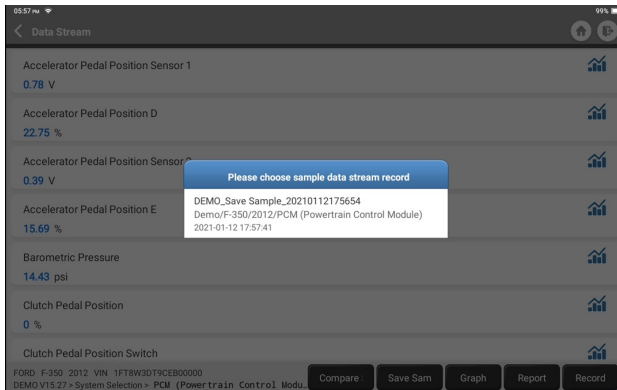 05:57 PM
99%
Data Stream
Accelerator Pedal Position Sensor 1
0.78 V
Accelerator Pedal Position D
22.75 %
Accelerator Pedal Position Sensor 2
0.39 V
Please choose sample data stream record
DEMO_Save Sample_20210112175654
Demo/F-350/2012/PCM (Powertrain Control Module)
2021-01-12 17:57:41
Accelerator Pedal Position E
15.69 %
Barometric Pressure
14.43 psi
Clutch Pedal Position
0 %
Clutch Pedal Position Switch
FORD F-350 2012 VIN 1FT8W3DT9CEB00000
DEMO V15.27 > System Selection > PCM (Powertrain Control Modu...
Compare
Save Sam
Graph
Report
Record